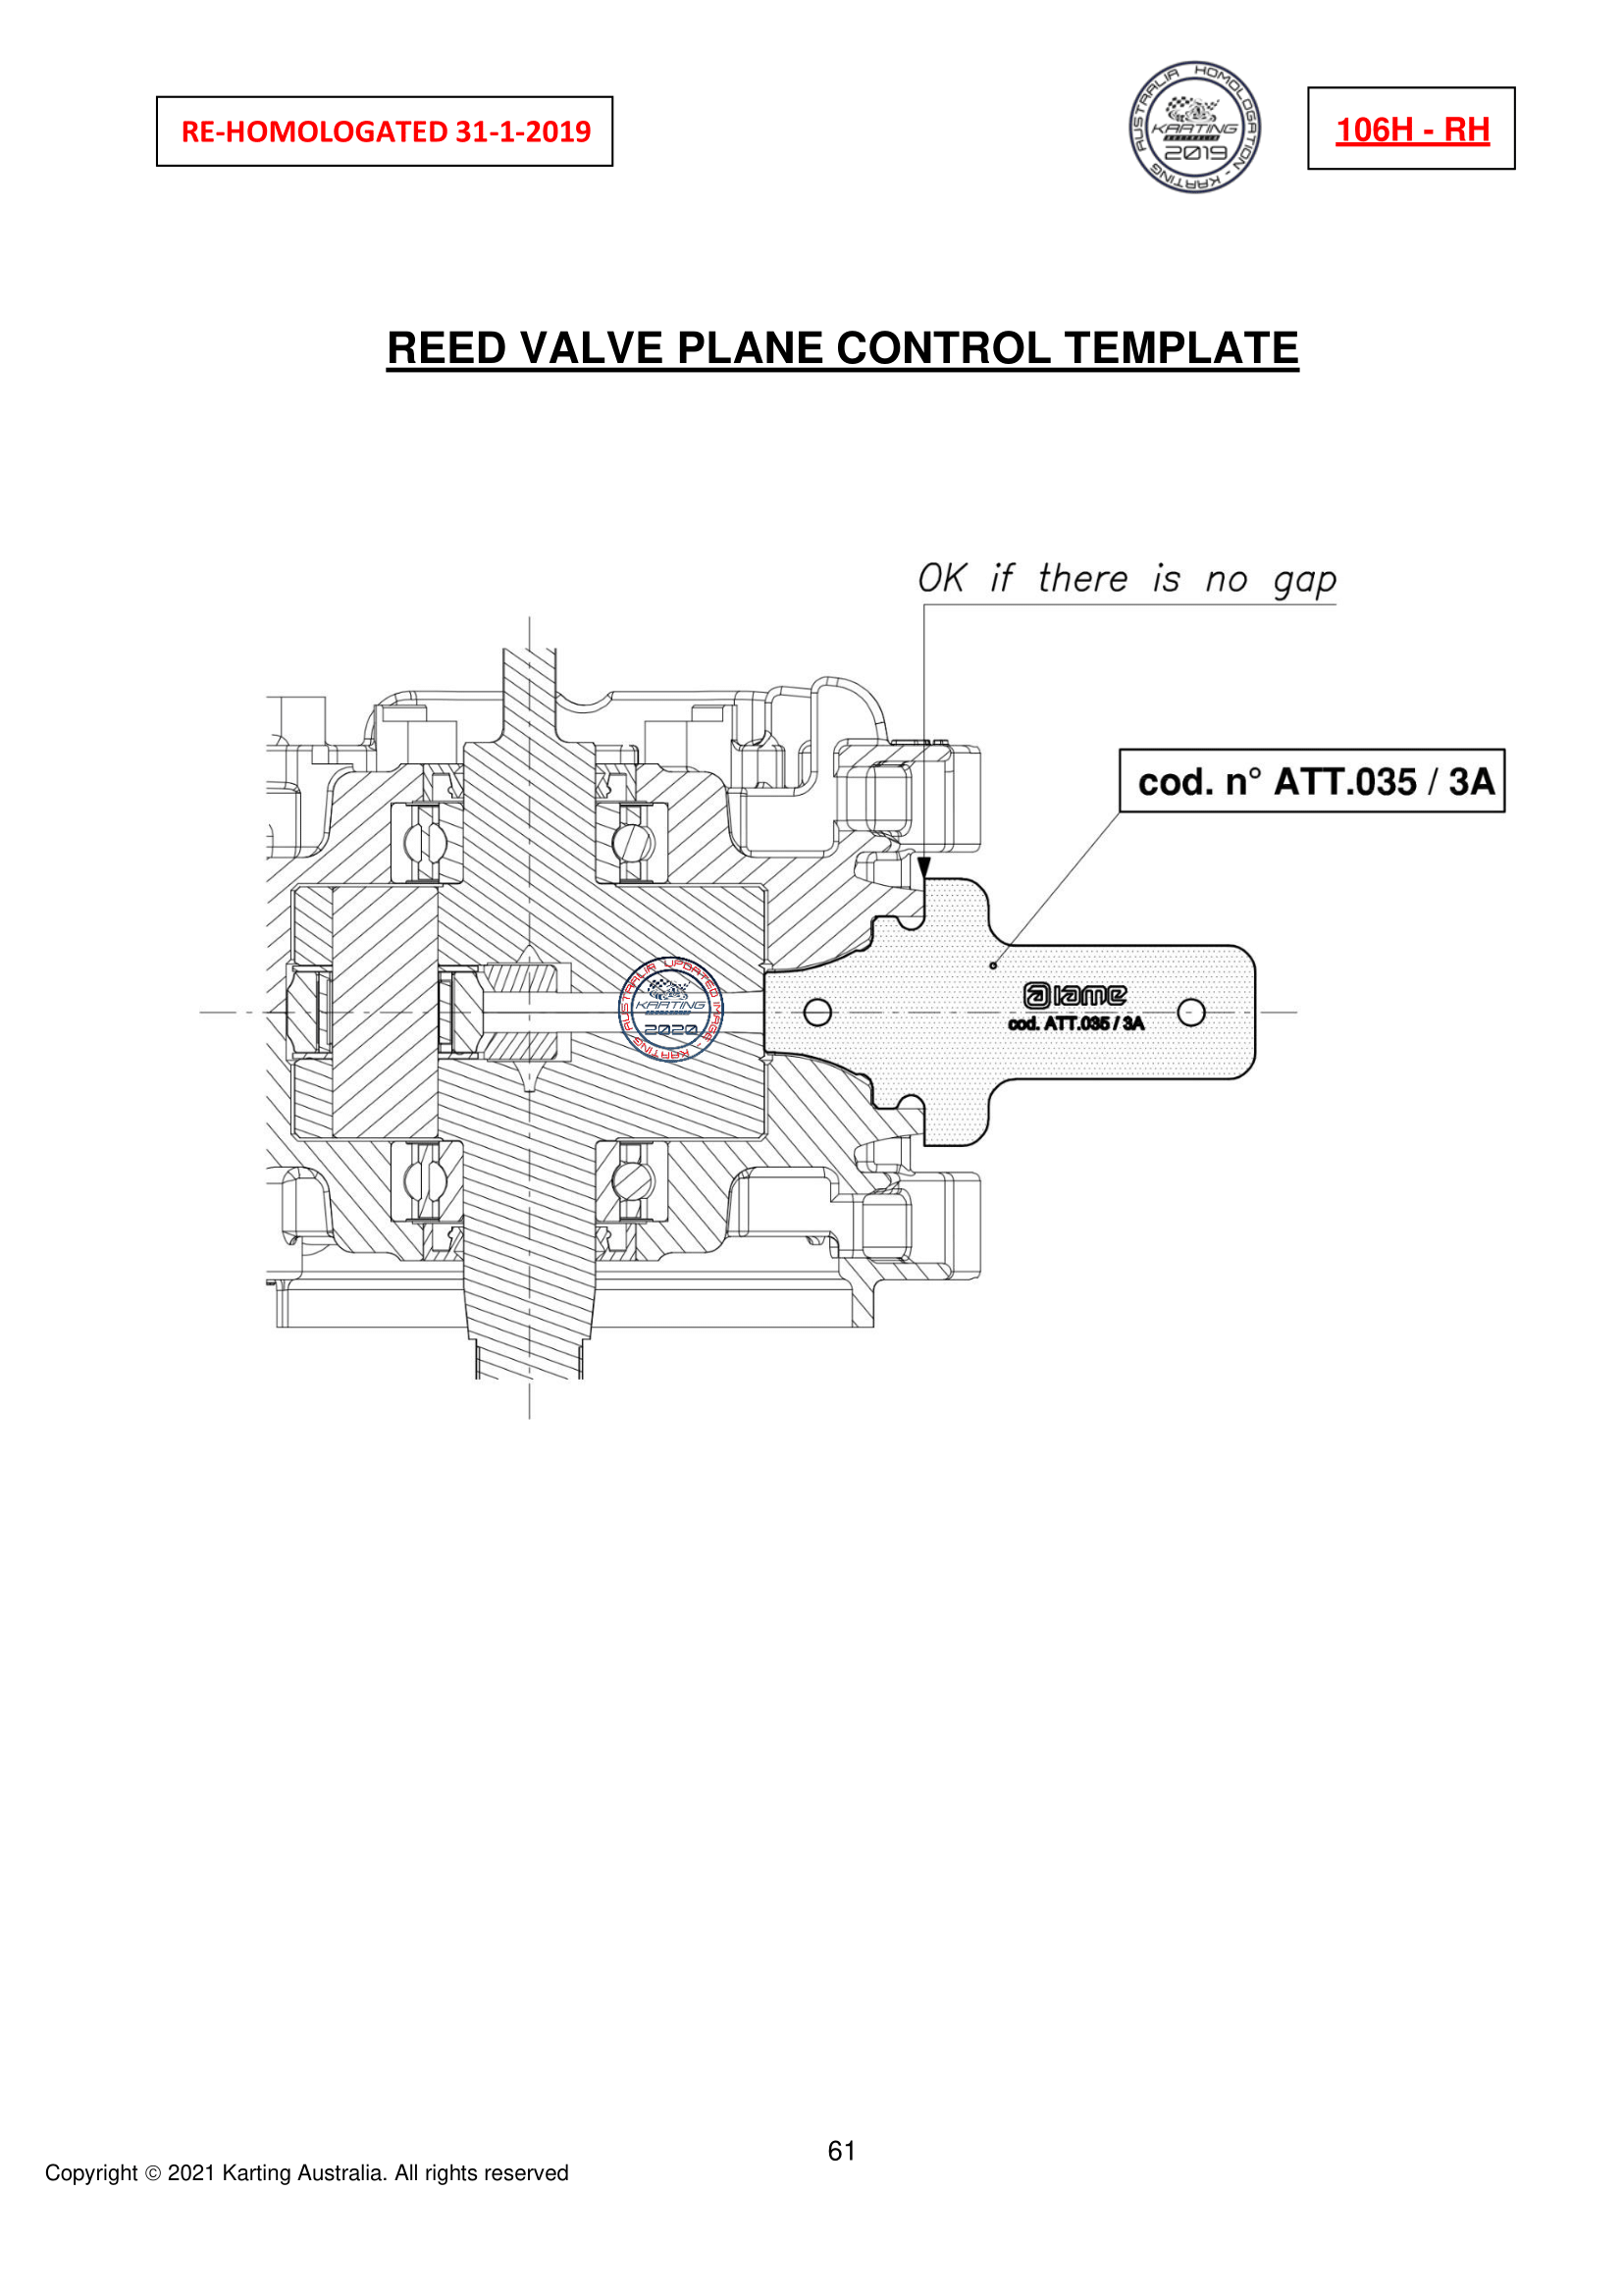 RE-HOMOLOGATED 31-1-2019
AUSTRALIA HOMOLOGATION - KARTING
KARTING
AUSTRALIA
2019
106H - RH
REED VALVE PLANE CONTROL TEMPLATE
OK if there is no gap
cod. n° ATT.035 / 3A
AUSTRALIA UPDATED IMAGE - KARTING
KARTING
2020
iame
cod. ATT.035 / 3A
61
Copyright © 2021 Karting Australia. All rights reserved